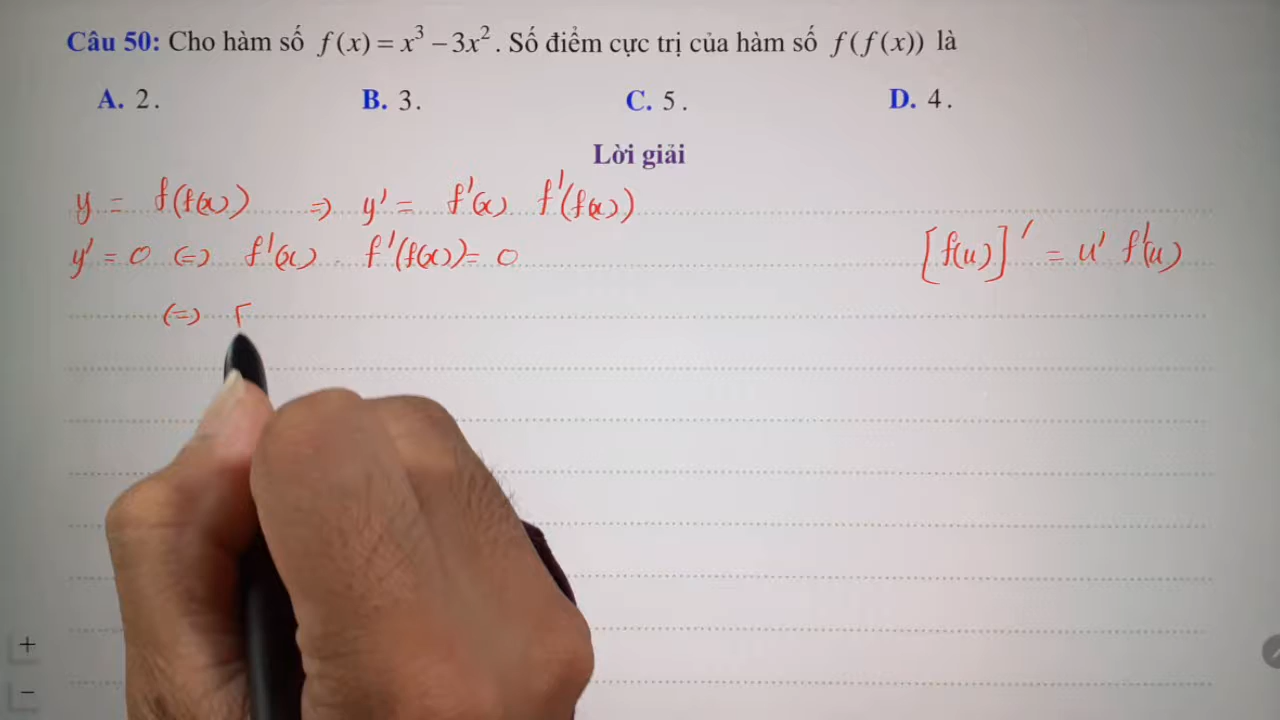 Câu 50: Cho hàm số f(x) = x³ − 3x². Số điểm cực trị của hàm số f(f(x)) là
A. 2. B. 3. C. 5. D. 4.
Lời giải
y = f(f(x)) => y' = f'(x) f'(f(x))
y' = 0 (=) f'(x) . f'(f(x)) = 0
[f(u)]' = u' f'(u)
(=) [
+
−